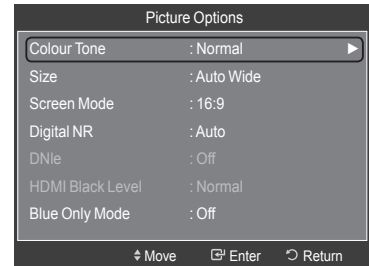 Picture Options
Colour Tone : Normal ►
Size : Auto Wide
Screen Mode : 16:9
Digital NR : Auto
DNIe : Off
HDMI Black Level : Normal
Blue Only Mode : Off
Move Enter Return